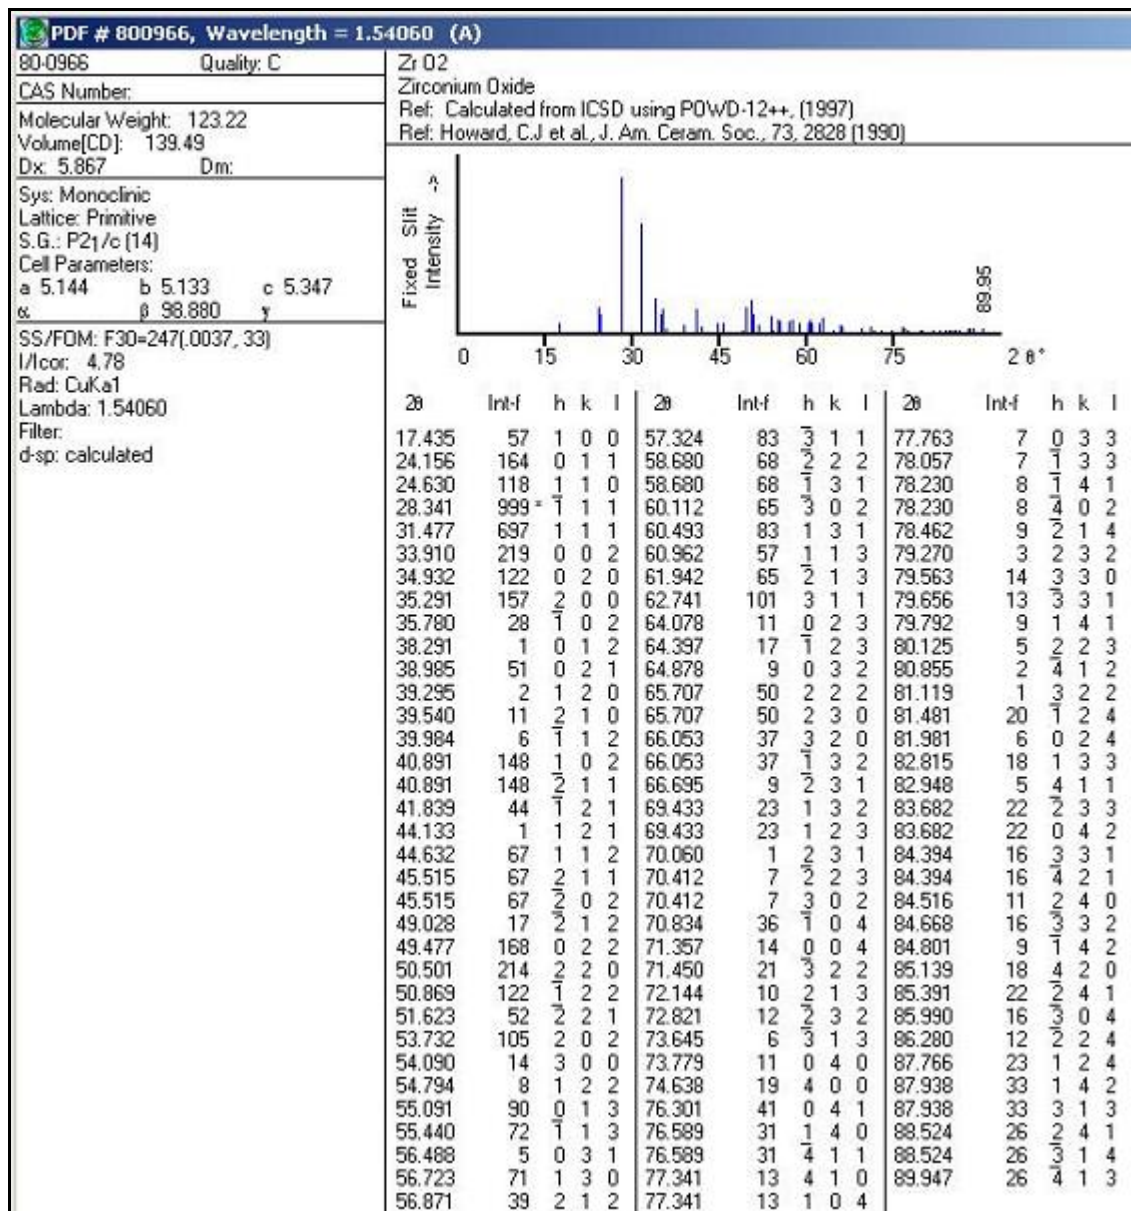 PDF # 800966, Wavelength = 1.54060 (A)
80-0966 Quality: C
CAS Number:
Molecular Weight: 123.22
Volume[CD]: 139.49
Dx: 5.867 Dm:
Sys: Monoclinic
Lattice: Primitive
S.G.: P21/c (14)
Cell Parameters:
a 5.144 b 5.133 c 5.347
α β 98.880 γ
SS/FOM: F30=247(.0037, 33)
I/Icor: 4.78
Rad: CuKa1
Lambda: 1.54060
Filter:
d-sp: calculated
Zr O2
Zirconium Oxide
Ref: Calculated from ICSD using POWD-12++, (1997)
Ref: Howard, C.J et al., J. Am. Ceram. Soc., 73, 2828 (1990)
Fixed Slit
Intensity ->
89.95
0 15 30 45 60 75 2 θ°
2θ Int-f h k l
17.435 57 1 0 0
24.156 164 0 1 1
24.630 118 1 1 0
28.341 999 * 1̅ 1 1
31.477 697 1 1 1
33.910 219 0 0 2
34.932 122 0 2 0
35.291 157 2 0 0
35.780 28 1̅ 0 2
38.291 1 0 1 2
38.985 51 0 2 1
39.295 2 1 2 0
39.540 11 2 1 0
39.984 6 1̅ 1 2
40.891 148 1 0 2
40.891 148 2̅ 1 1
41.839 44 1̅ 2 1
44.133 1 1 2 1
44.632 67 1 1 2
45.515 67 2 1 1
45.515 67 2̅ 0 2
49.028 17 2̅ 1 2
49.477 168 0 2 2
50.501 214 2 2 0
50.869 122 1̅ 2 2
51.623 52 2̅ 2 1
53.732 105 2 0 2
54.090 14 3 0 0
54.794 8 1 2 2
55.091 90 0 1 3
55.440 72 1̅ 1 3
56.488 5 0 3 1
56.723 71 1 3 0
56.871 39 2 1 2
2θ Int-f h k l
57.324 83 3̅ 1 1
58.680 68 2̅ 2 2
58.680 68 1̅ 3 1
60.112 65 3̅ 0 2
60.493 83 1 3 1
60.962 57 1̅ 1 3
61.942 65 2̅ 1 3
62.741 101 3 1 1
64.078 11 0 2 3
64.397 17 1̅ 2 3
64.878 9 0 3 2
65.707 50 2 2 2
65.707 50 2 3 0
66.053 37 3 2 0
66.053 37 1̅ 3 2
66.695 9 2̅ 3 1
69.433 23 1 3 2
69.433 23 1 2 3
70.060 1 2 3 1
70.412 7 2̅ 2 3
70.412 7 3 0 2
70.834 36 1̅ 0 4
71.357 14 0 0 4
71.450 21 3̅ 2 2
72.144 10 2 1 3
72.821 12 2̅ 3 2
73.645 6 3̅ 1 3
73.779 11 0 4 0
74.638 19 4 0 0
76.301 41 0 4 1
76.589 31 1 4 0
76.589 31 4̅ 1 1
77.341 13 4 1 0
77.341 13 1 0 4
2θ Int-f h k l
77.763 7 0 3 3
78.057 7 1̅ 3 3
78.230 8 1̅ 4 1
78.230 8 4̅ 0 2
78.462 9 2̅ 1 4
79.270 3 2 3 2
79.563 14 3 3 0
79.656 13 3̅ 3 1
79.792 9 1 4 1
80.125 5 2 2 3
80.855 2 4̅ 1 2
81.119 1 3 2 2
81.481 20 1̅ 2 4
81.981 6 0 2 4
82.815 18 1 3 3
82.948 5 4 1 1
83.682 22 2̅ 3 3
83.682 22 0 4 2
84.394 16 3 3 1
84.394 16 4̅ 2 1
84.516 11 2 4 0
84.668 16 3̅ 3 2
84.801 9 1̅ 4 2
85.139 18 4 2 0
85.391 22 2̅ 4 1
85.990 16 3̅ 0 4
86.280 12 2̅ 2 4
87.766 23 1 2 4
87.938 33 1 4 2
87.938 33 3 1 3
88.524 26 2 4 1
88.524 26 3̅ 1 4
89.947 26 4̅ 1 3